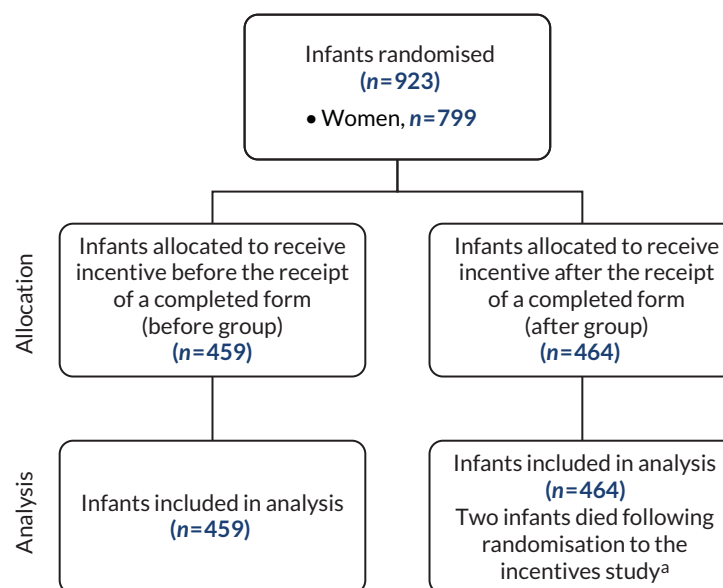 Infants randomised
(n=923)
• Women, n=799
Allocation
Infants allocated to receive
incentive before the receipt
of a completed form
(before group)
(n=459)
Infants allocated to receive
incentive after the receipt
of a completed form
(after group)
(n=464)
Analysis
Infants included in analysis
(n=459)
Infants included in analysis
(n=464)
Two infants died following
randomisation to the
incentives studyᵃ